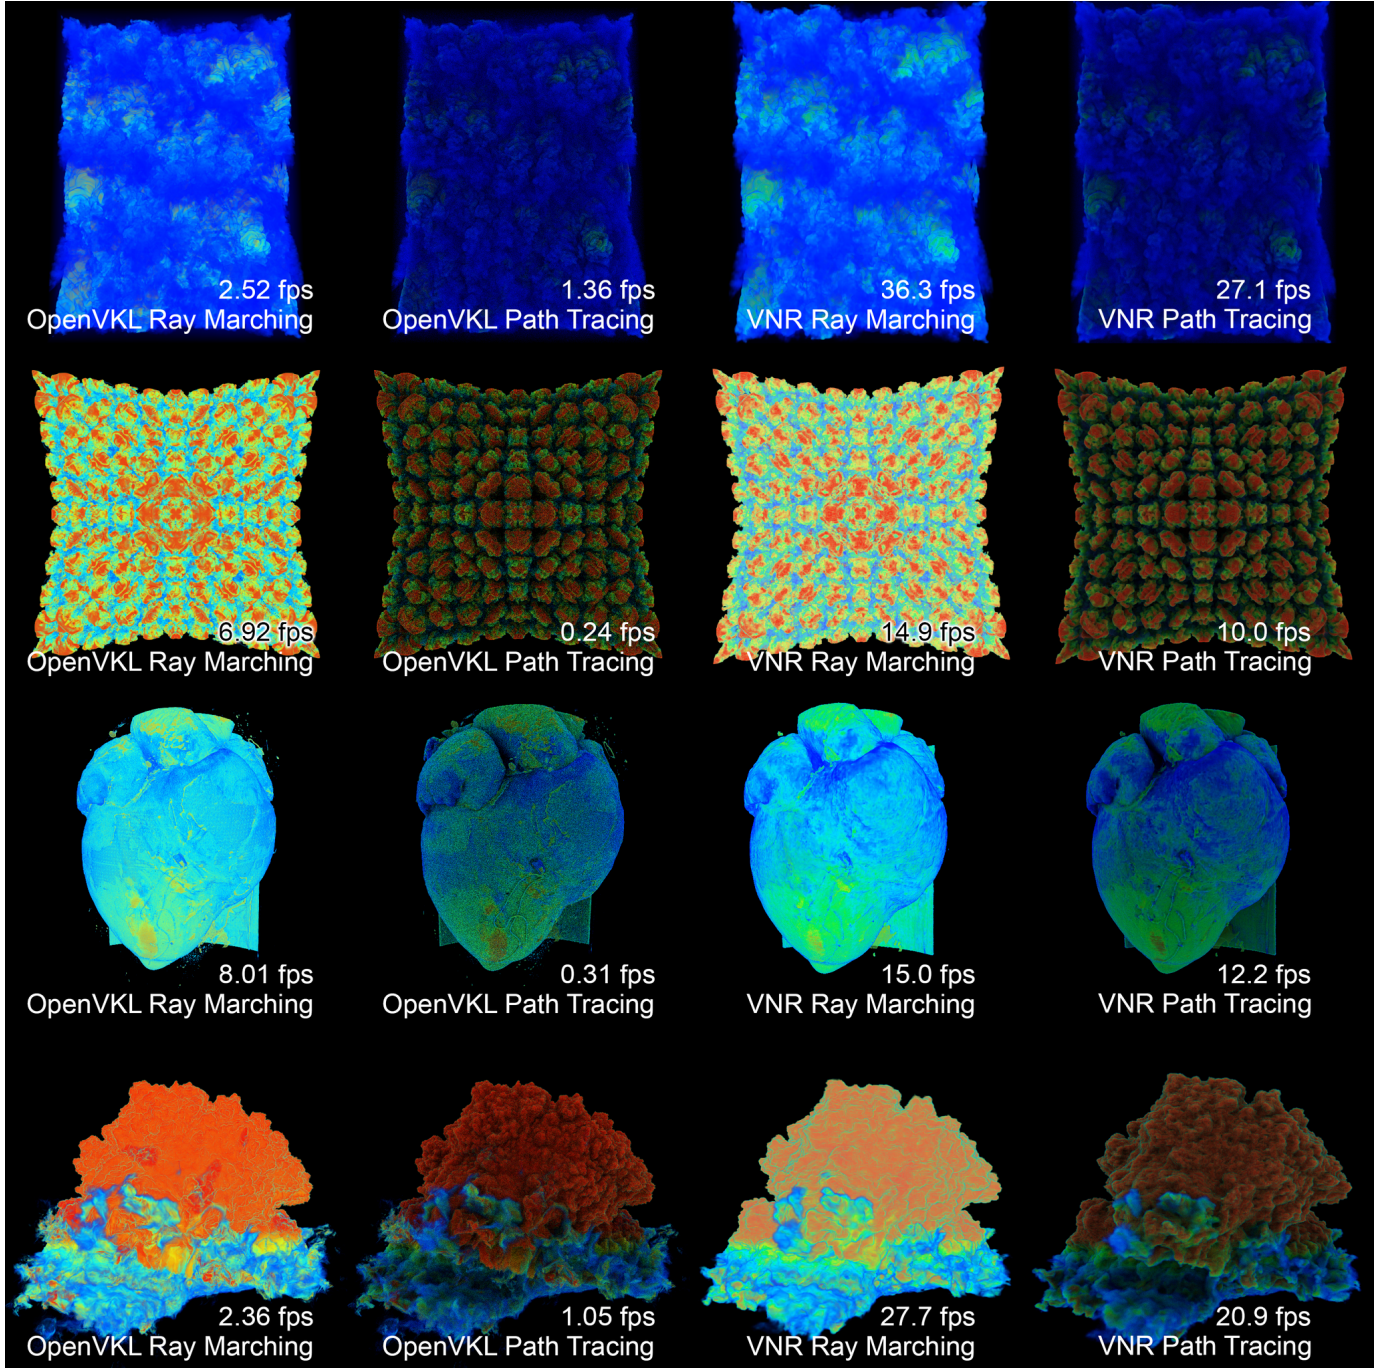 2.52 fps
OpenVKL Ray Marching
1.36 fps
OpenVKL Path Tracing
36.3 fps
VNR Ray Marching
27.1 fps
VNR Path Tracing
6.92 fps
OpenVKL Ray Marching
0.24 fps
OpenVKL Path Tracing
14.9 fps
VNR Ray Marching
10.0 fps
VNR Path Tracing
8.01 fps
OpenVKL Ray Marching
0.31 fps
OpenVKL Path Tracing
15.0 fps
VNR Ray Marching
12.2 fps
VNR Path Tracing
2.36 fps
OpenVKL Ray Marching
1.05 fps
OpenVKL Path Tracing
27.7 fps
VNR Ray Marching
20.9 fps
VNR Path Tracing